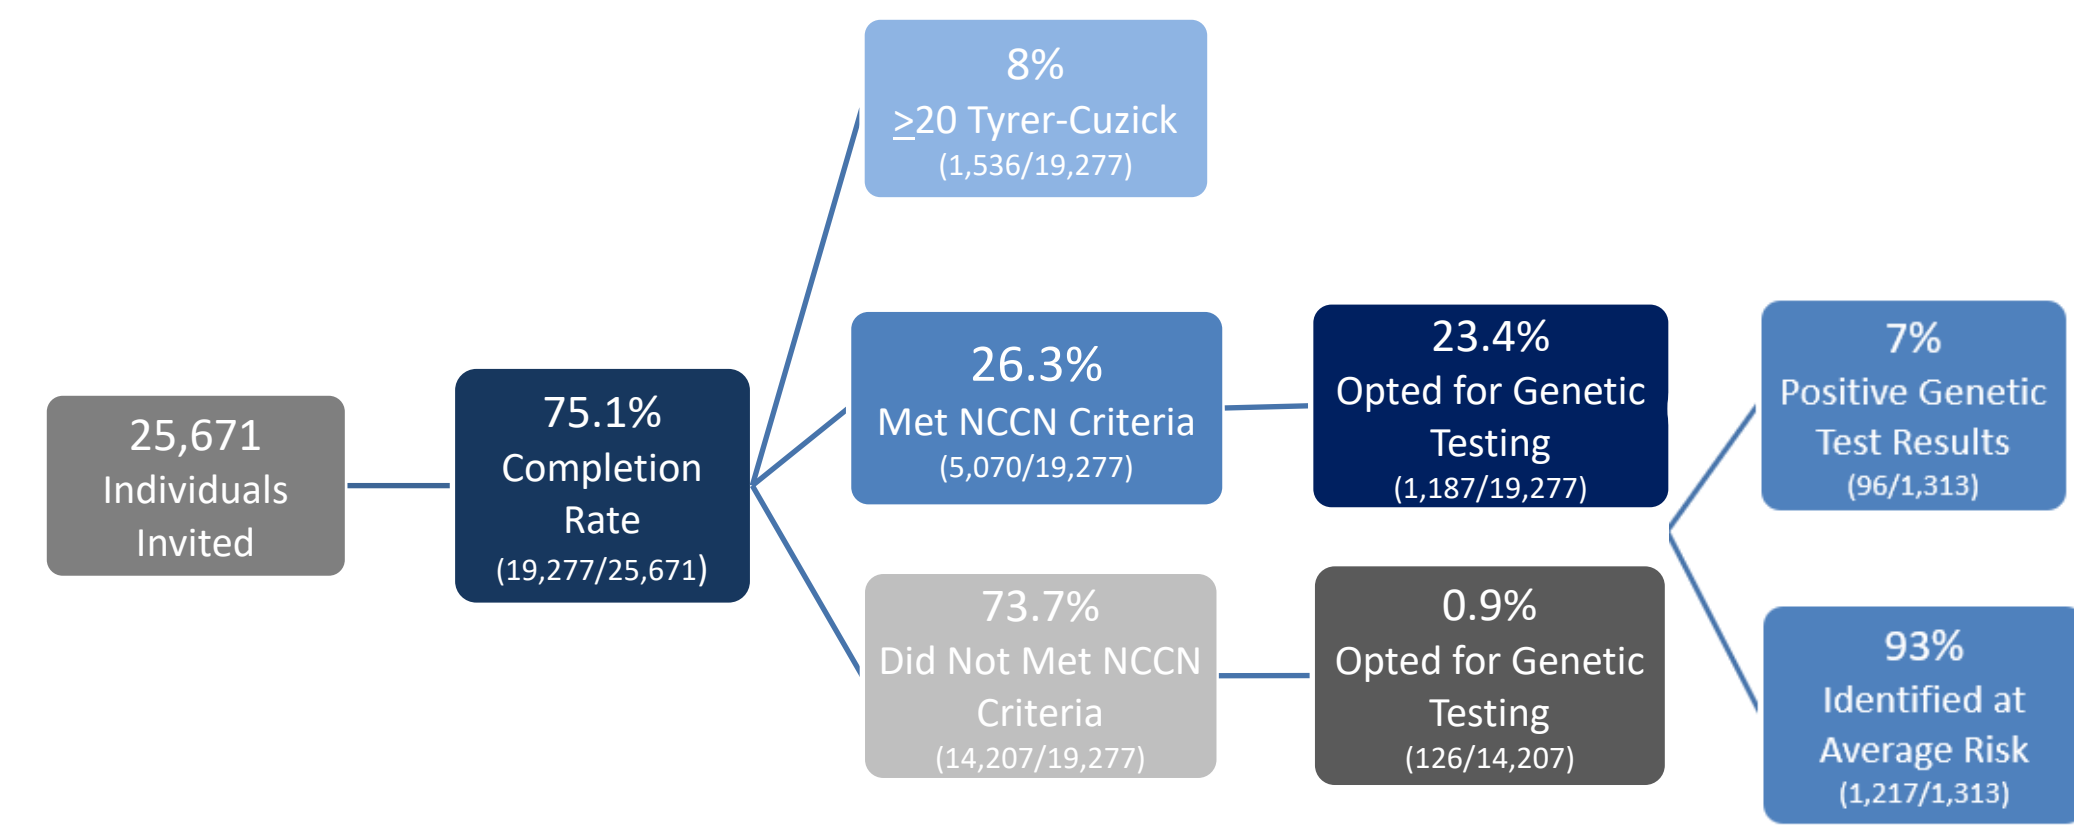 25,671
Individuals
Invited
75.1%
Completion
Rate
(19,277/25,671)
8%
>20 Tyrer-Cuzick
(1,536/19,277)
26.3%
Met NCCN Criteria
(5,070/19,277)
73.7%
Did Not Met NCCN
Criteria
(14,207/19,277)
23.4%
Opted for Genetic
Testing
(1,187/19,277)
0.9%
Opted for Genetic
Testing
(126/14,207)
7%
Positive Genetic
Test Results
(96/1,313)
93%
Identified at
Average Risk
(1,217/1,313)